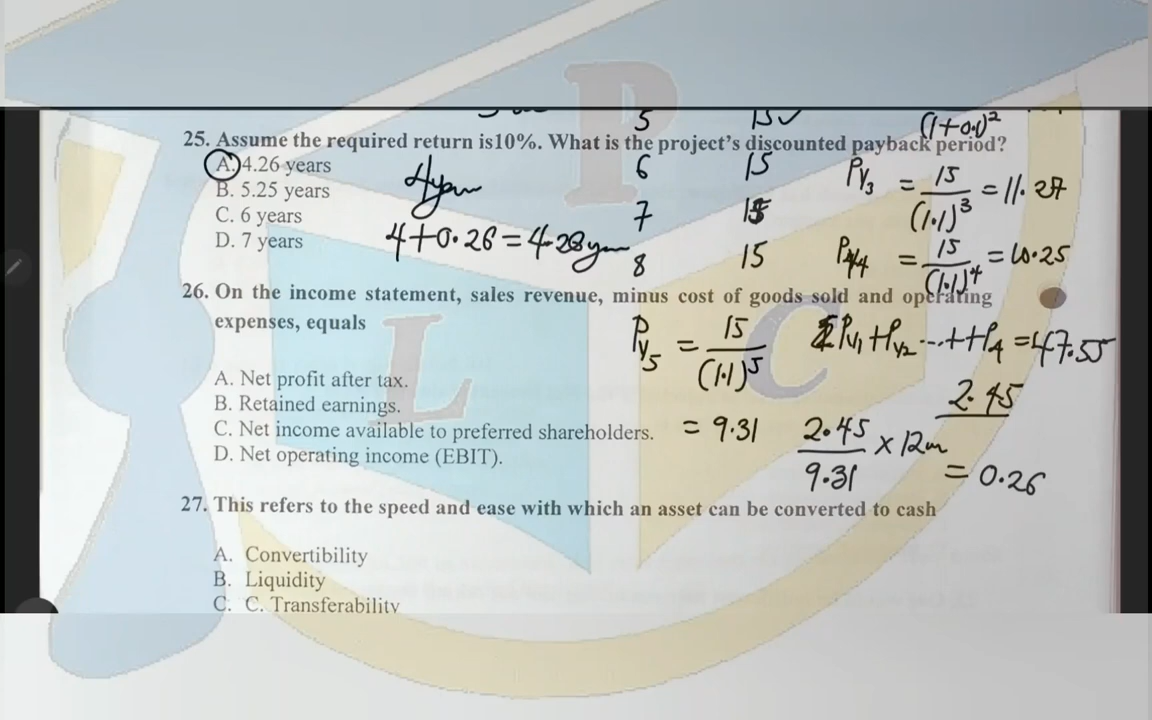 5 15✓
(1+0.1)²
25. Assume the required return is10%. What is the project's discounted payback period?
A. 4.26 years
B. 5.25 years
C. 6 years
D. 7 years
4years
4+0.26=4.28years
6 15
7 15
8 15
PV₃ = 15/(1.1)³ = 11.27
PV4 = 15/(1.1)⁴ = 10.25
26. On the income statement, sales revenue, minus cost of goods sold and operating
expenses, equals
A. Net profit after tax.
B. Retained earnings.
C. Net income available to preferred shareholders.
D. Net operating income (EBIT).
PV₅ = 15/(1.1)⁵
= 9.31
PV₁+PV₂...++P4 =47.55
2.45
2.45/9.31 × 12m
= 0.26
27. This refers to the speed and ease with which an asset can be converted to cash
A. Convertibility
B. Liquidity
C. C. Transferability
P
L
C